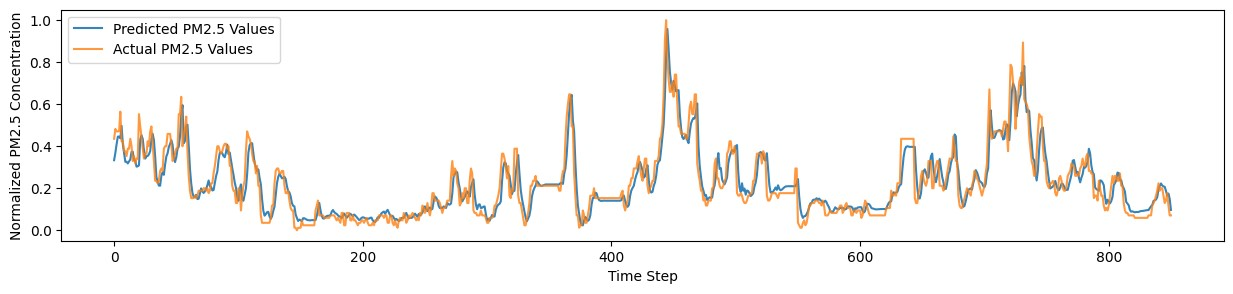 Predicted PM2.5 Values
Actual PM2.5 Values
Normalized PM2.5 Concentration
1.0
0.8
0.6
0.4
0.2
0.0
0 200 400 600 800
Time Step